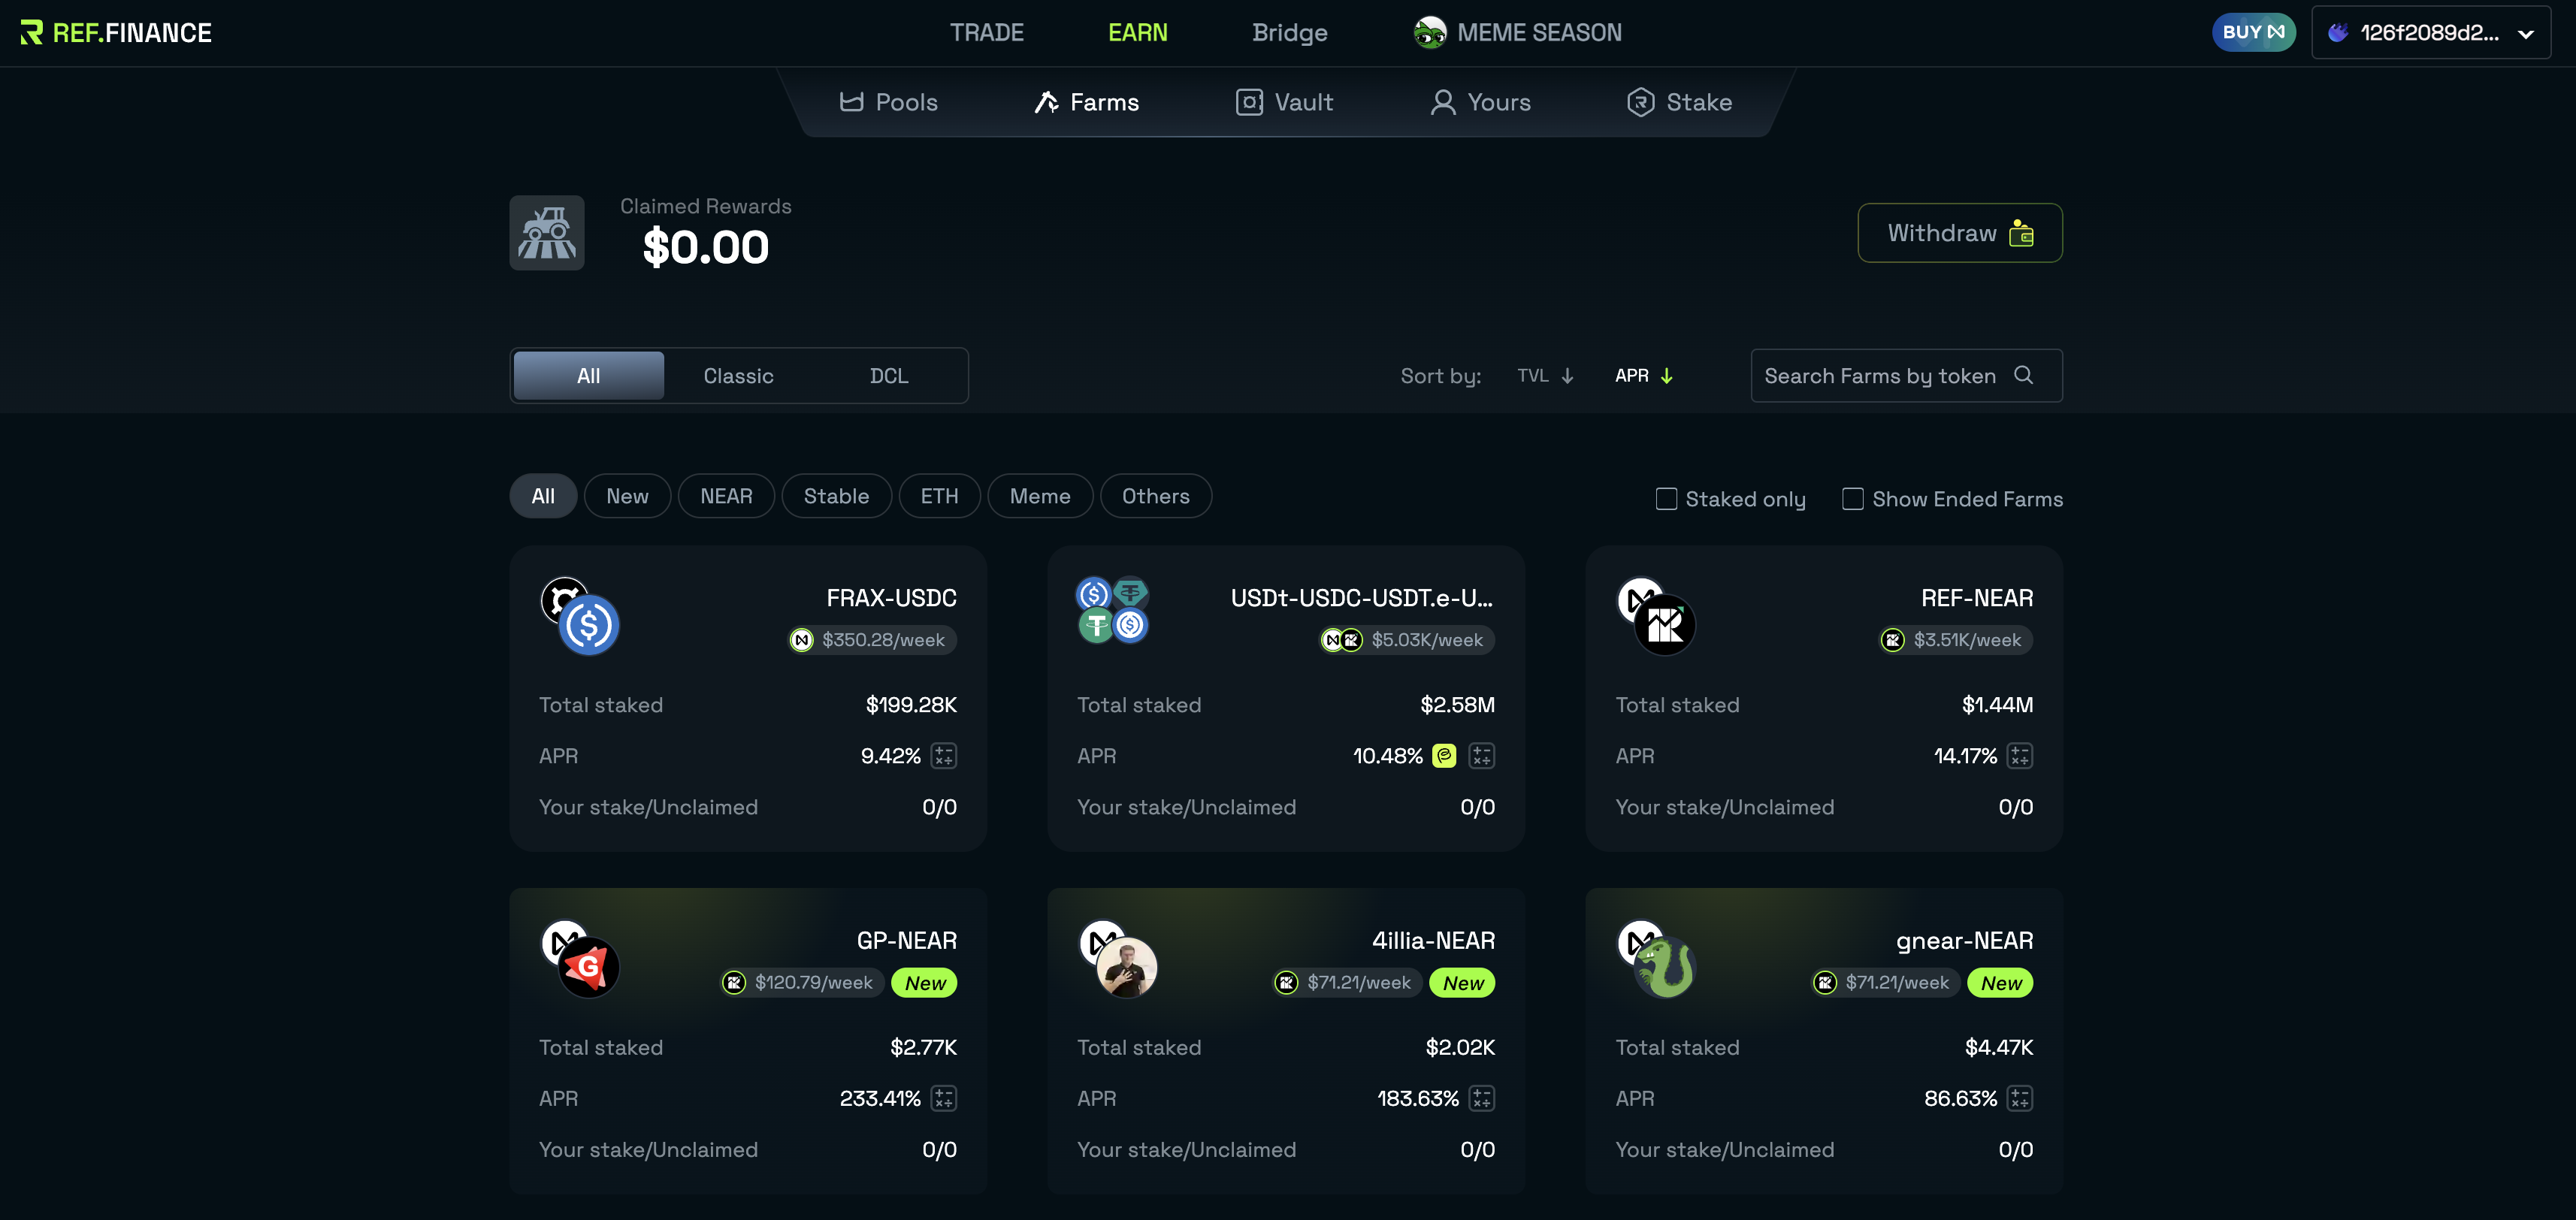 REF.FINANCE
TRADE EARN Bridge MEME SEASON
BUY 126f2089d2...
Pools Farms Vault Yours Stake
Claimed Rewards
$0.00
Withdraw
All Classic DCL
Sort by: TVL ↓ APR ↓
Search Farms by token
All New NEAR Stable ETH Meme Others
Staked only Show Ended Farms
FRAX-USDC
$350.28/week
Total staked $199.28K
APR 9.42%
Your stake/Unclaimed 0/0
USDt-USDC-USDT.e-U...
$5.03K/week
Total staked $2.58M
APR 10.48%
Your stake/Unclaimed 0/0
REF-NEAR
$3.51K/week
Total staked $1.44M
APR 14.17%
Your stake/Unclaimed 0/0
GP-NEAR
$120.79/week New
Total staked $2.77K
APR 233.41%
Your stake/Unclaimed 0/0
4illia-NEAR
$71.21/week New
Total staked $2.02K
APR 183.63%
Your stake/Unclaimed 0/0
gnear-NEAR
$71.21/week New
Total staked $4.47K
APR 86.63%
Your stake/Unclaimed 0/0